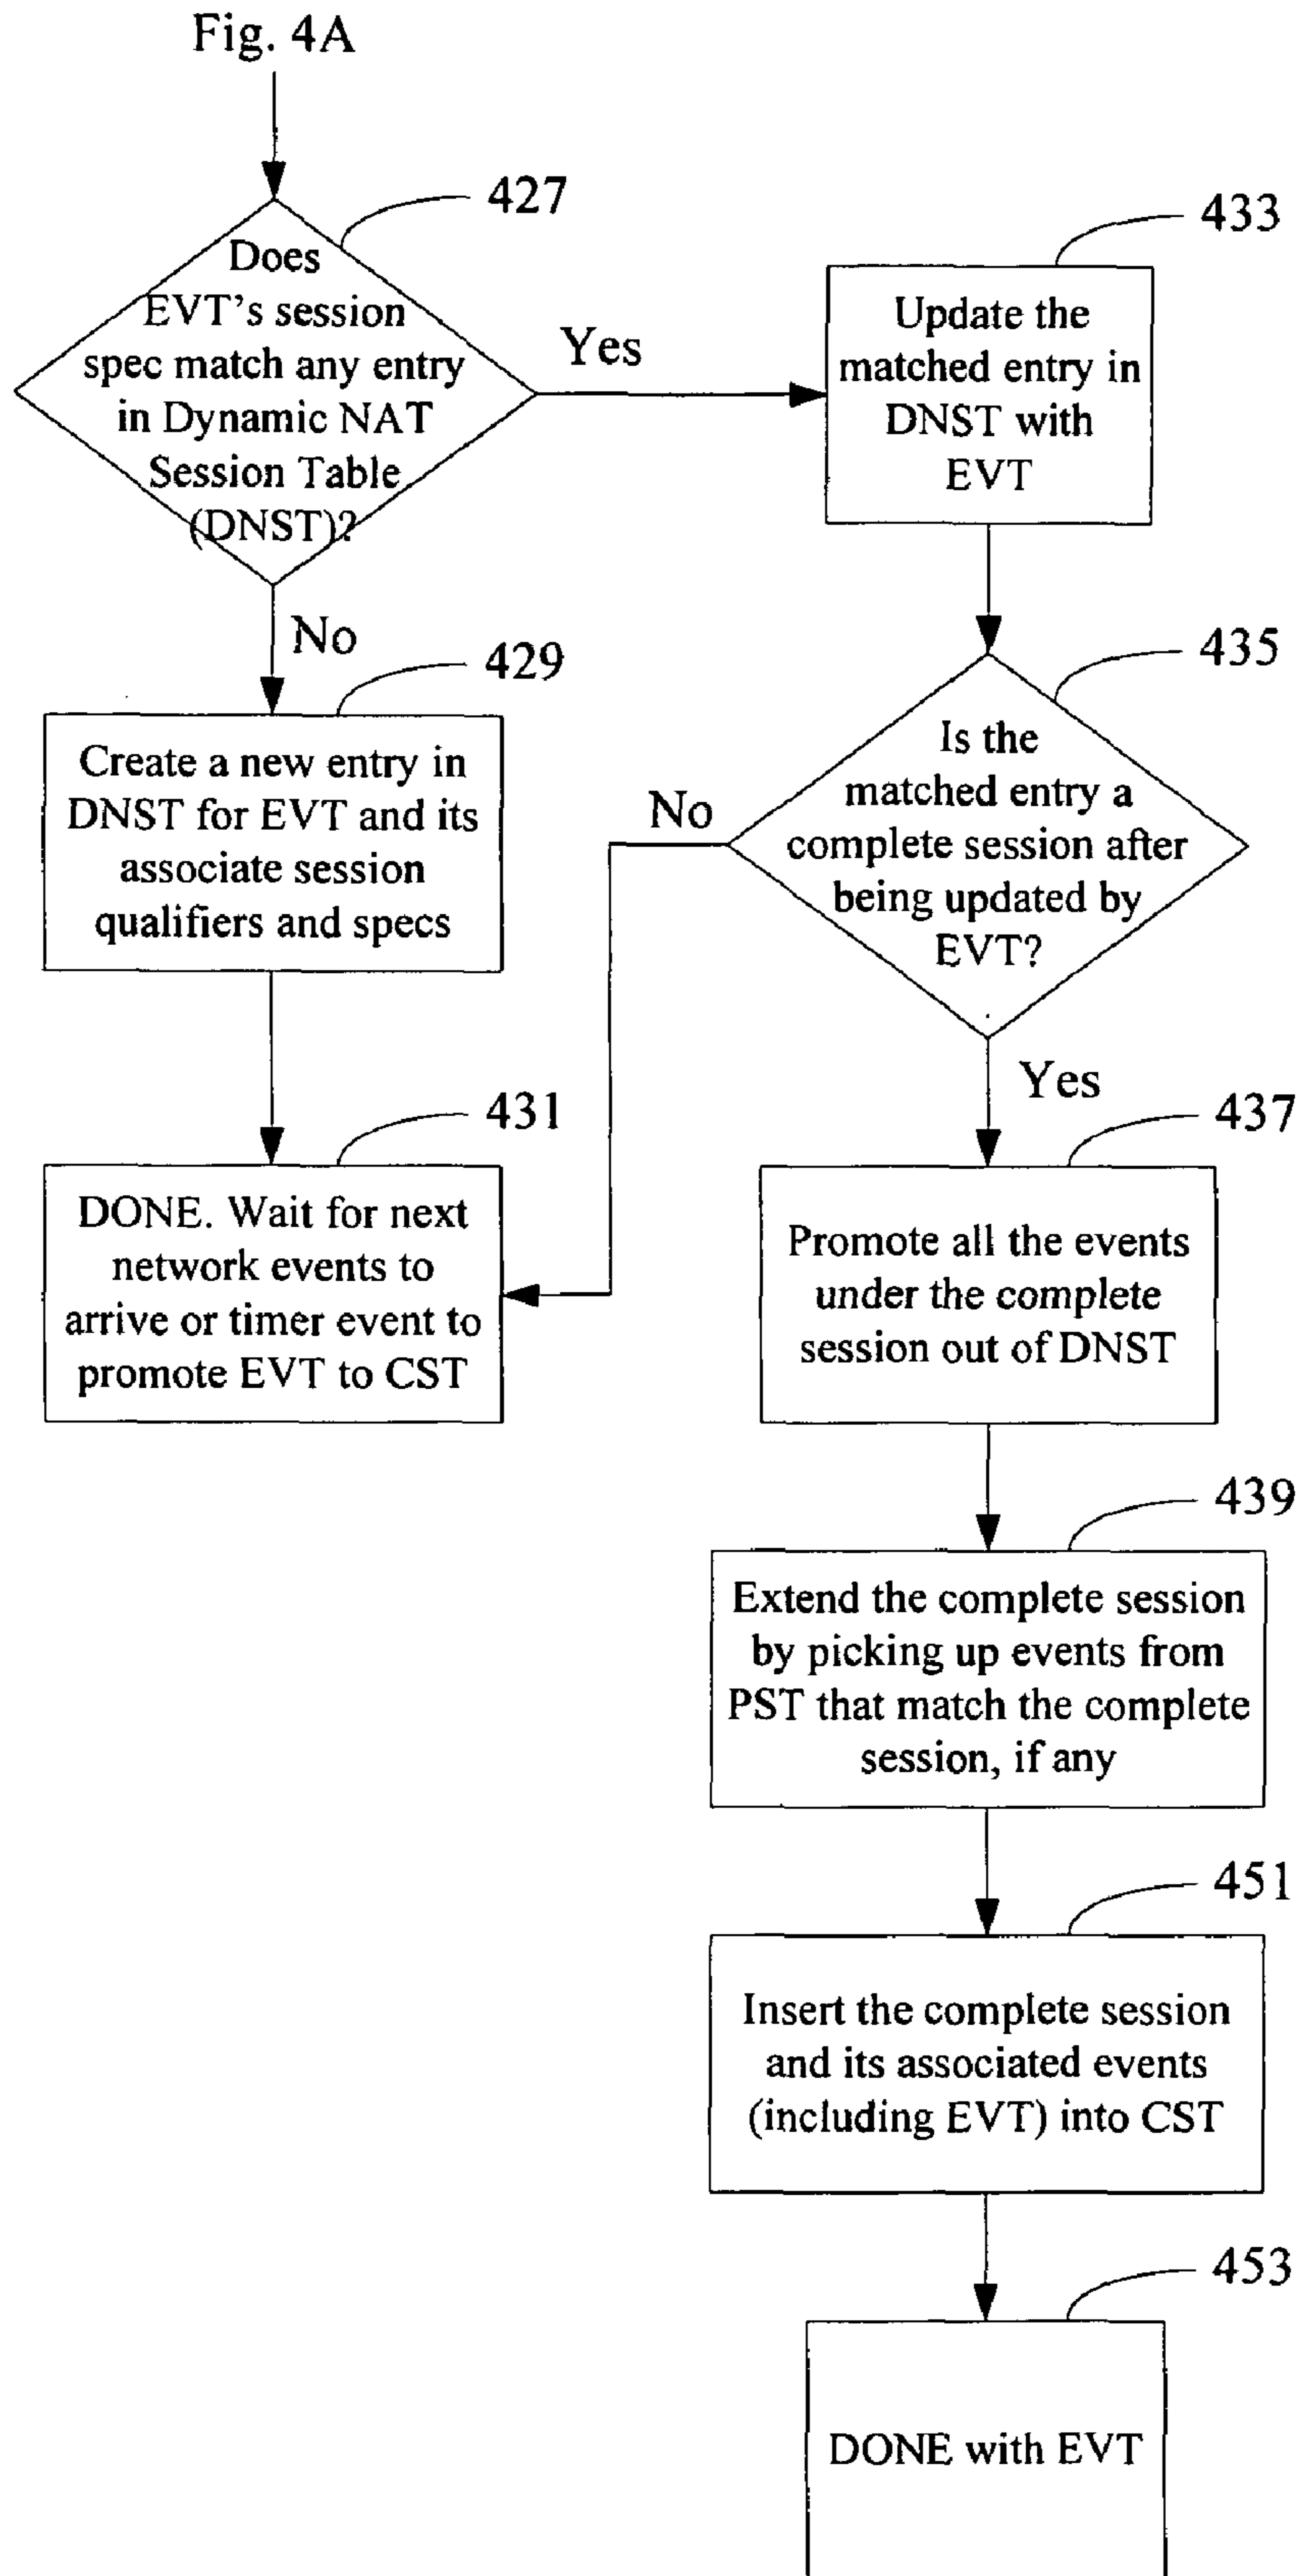 Fig. 4A
427
Does
EVT's session
spec match any entry
in Dynamic NAT
Session Table
(DNST)?
Yes
No
433
Update the
matched entry in
DNST with
EVT
429
Create a new entry in
DNST for EVT and its
associate session
qualifiers and specs
435
Is the
matched entry a
complete session after
being updated by
EVT?
No
Yes
431
DONE. Wait for next
network events to
arrive or timer event to
promote EVT to CST
437
Promote all the events
under the complete
session out of DNST
439
Extend the complete session
by picking up events from
PST that match the complete
session, if any
451
Insert the complete session
and its associated events
(including EVT) into CST
453
DONE with EVT